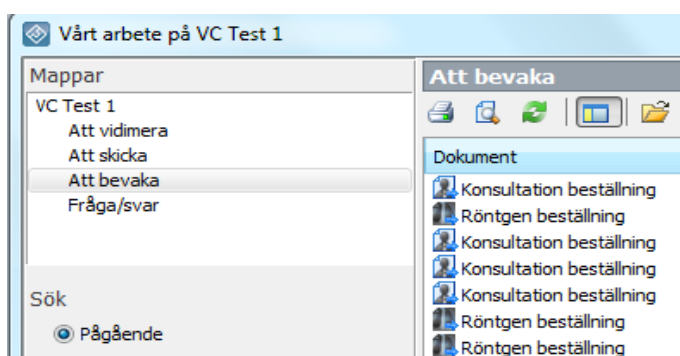 Vårt arbete på VC Test 1
Mappar
VC Test 1
Att vidimera
Att skicka
Att bevaka
Fråga/svar
Sök
Pågående
Att bevaka
Dokument
Konsultation beställning
Röntgen beställning
Konsultation beställning
Konsultation beställning
Konsultation beställning
Röntgen beställning
Röntgen beställning